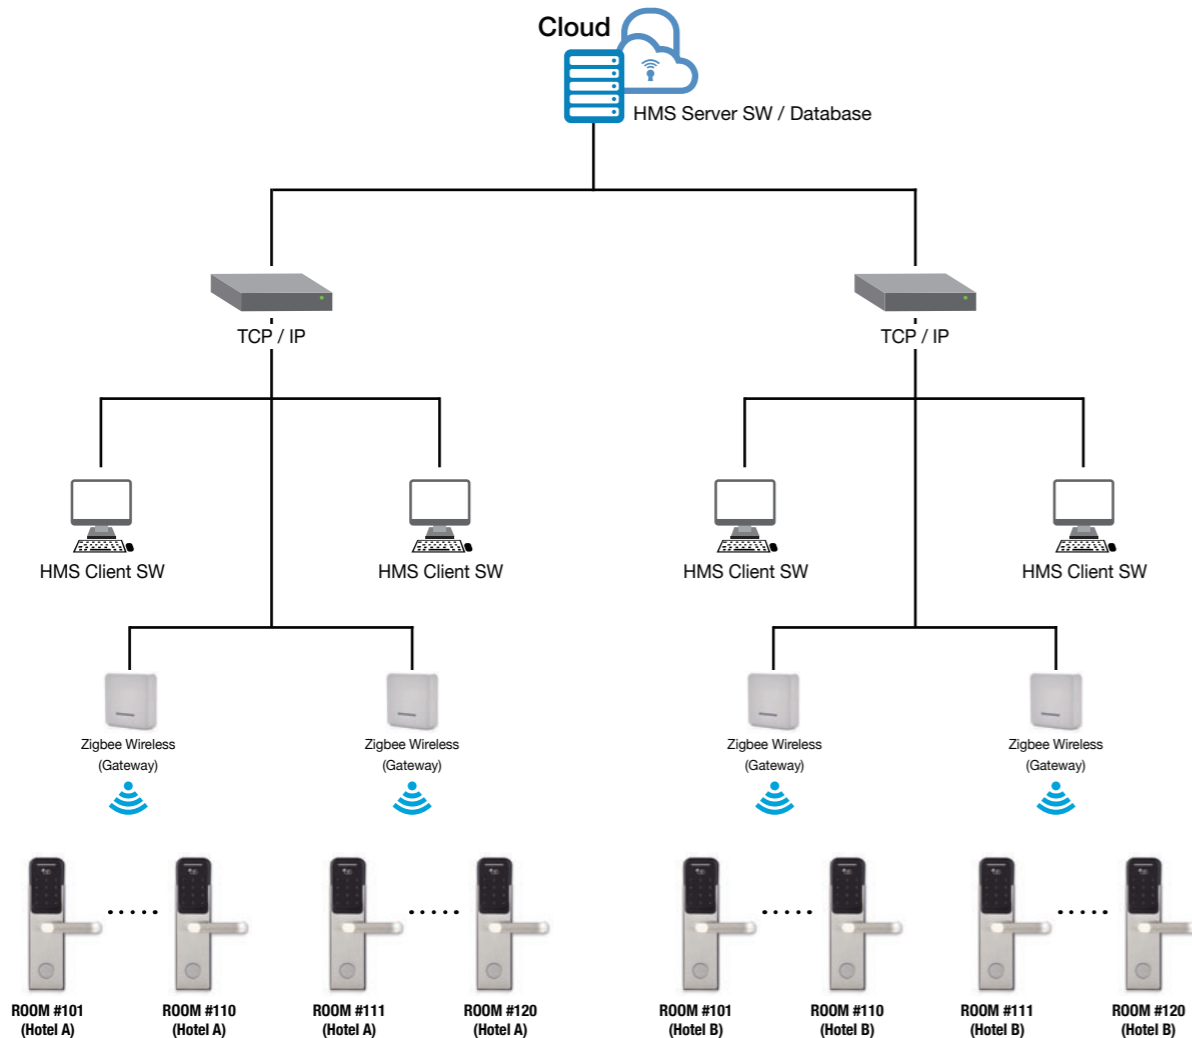 Cloud
HMS Server SW / Database
TCP / IP
TCP / IP
HMS Client SW
HMS Client SW
HMS Client SW
HMS Client SW
Zigbee Wireless
(Gateway)
Zigbee Wireless
(Gateway)
Zigbee Wireless
(Gateway)
Zigbee Wireless
(Gateway)
ROOM #101
(Hotel A)
ROOM #110
(Hotel A)
ROOM #111
(Hotel A)
ROOM #120
(Hotel A)
ROOM #101
(Hotel B)
ROOM #110
(Hotel B)
ROOM #111
(Hotel B)
ROOM #120
(Hotel B)